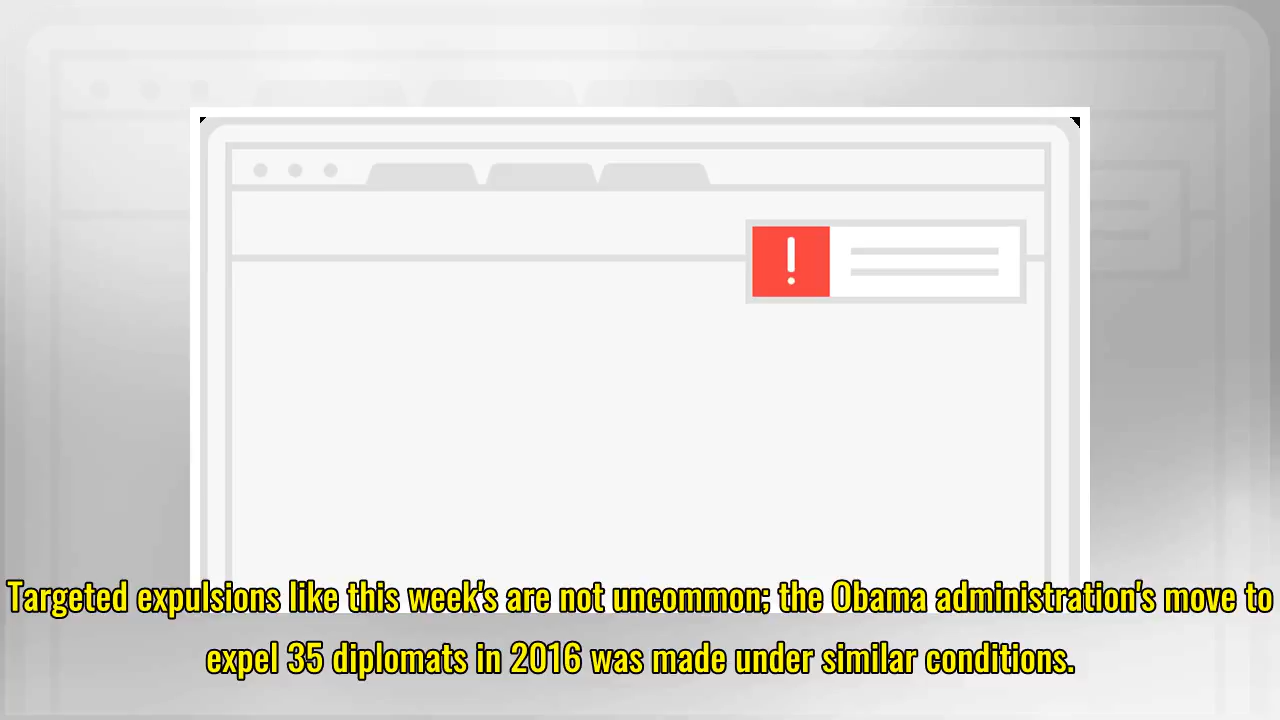 Targeted expulsions like this week's are not uncommon; the Obama administration's move to
expel 35 diplomats in 2016 was made under similar conditions.